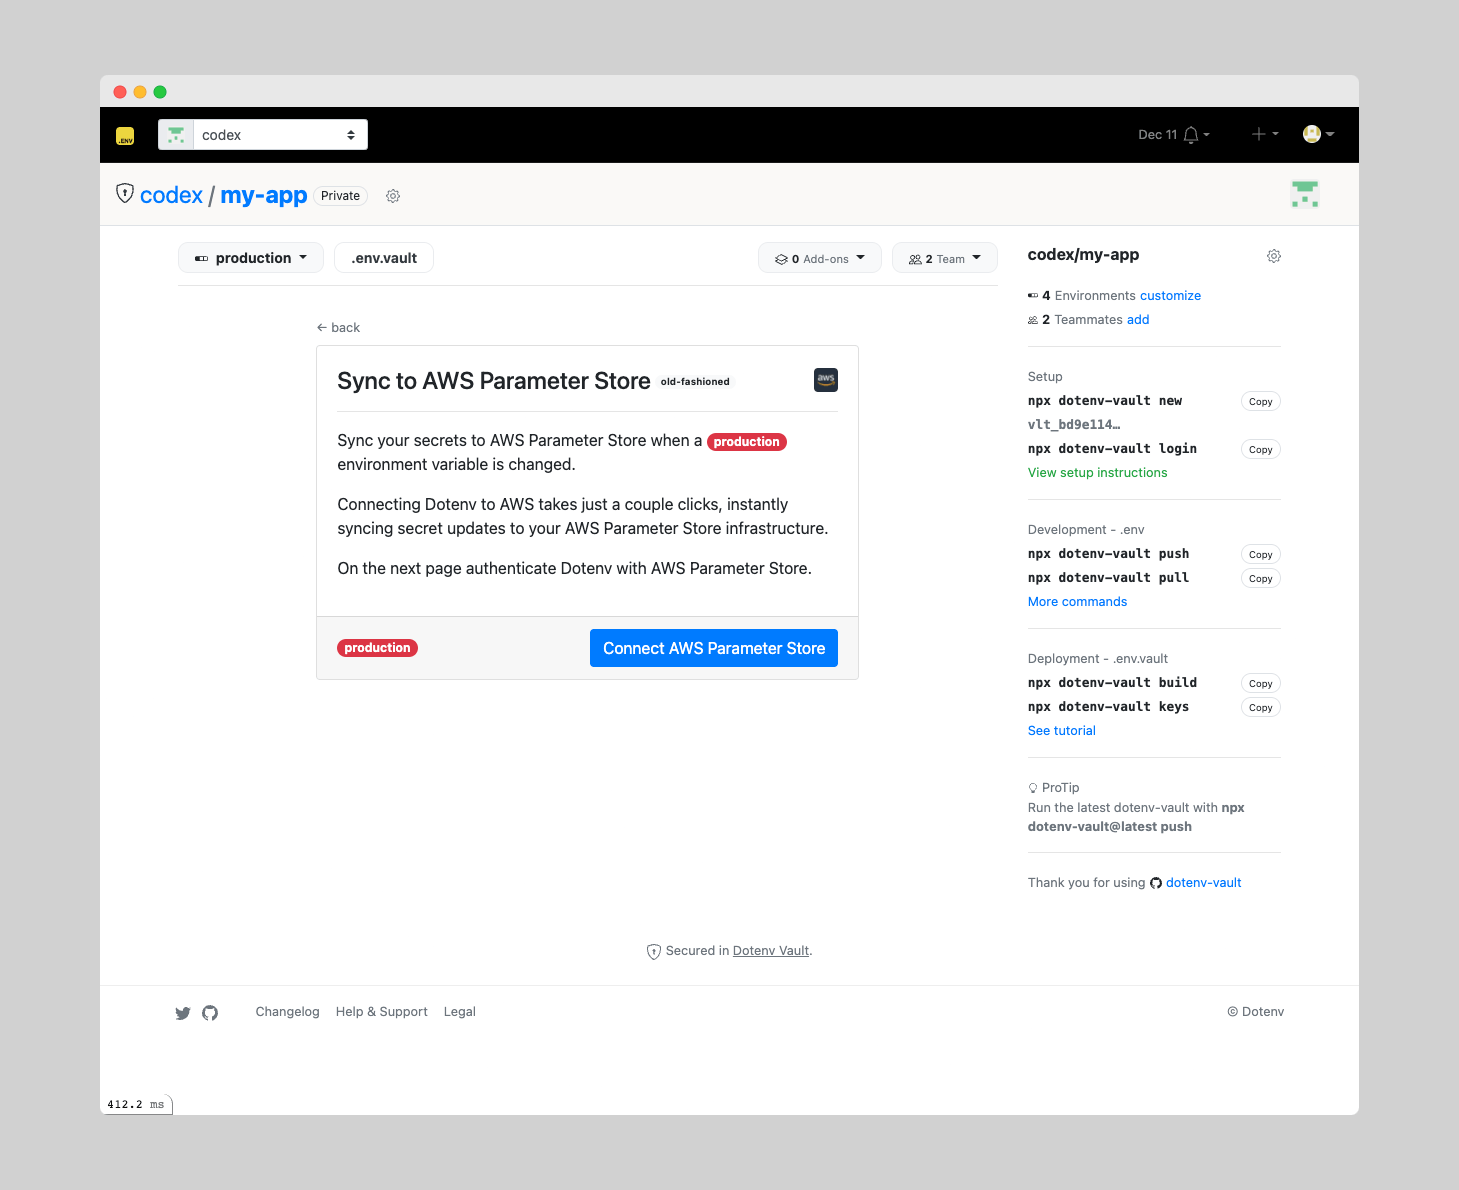 .ENV
codex
Dec 11
codex / my-app Private
production
.env.vault
0 Add-ons
2 Team
← back
Sync to AWS Parameter Store old-fashioned
aws
Sync your secrets to AWS Parameter Store when a production
environment variable is changed.
Connecting Dotenv to AWS takes just a couple clicks, instantly
syncing secret updates to your AWS Parameter Store infrastructure.
On the next page authenticate Dotenv with AWS Parameter Store.
production
Connect AWS Parameter Store
codex/my-app
4 Environments customize
2 Teammates add
Setup
npx dotenv-vault new Copy
vlt_bd9e114…
npx dotenv-vault login Copy
View setup instructions
Development - .env
npx dotenv-vault push Copy
npx dotenv-vault pull Copy
More commands
Deployment - .env.vault
npx dotenv-vault build Copy
npx dotenv-vault keys Copy
See tutorial
ProTip
Run the latest dotenv-vault with npx
dotenv-vault@latest push
Thank you for using dotenv-vault
Secured in Dotenv Vault.
Changelog Help & Support Legal
© Dotenv
412.2 ms